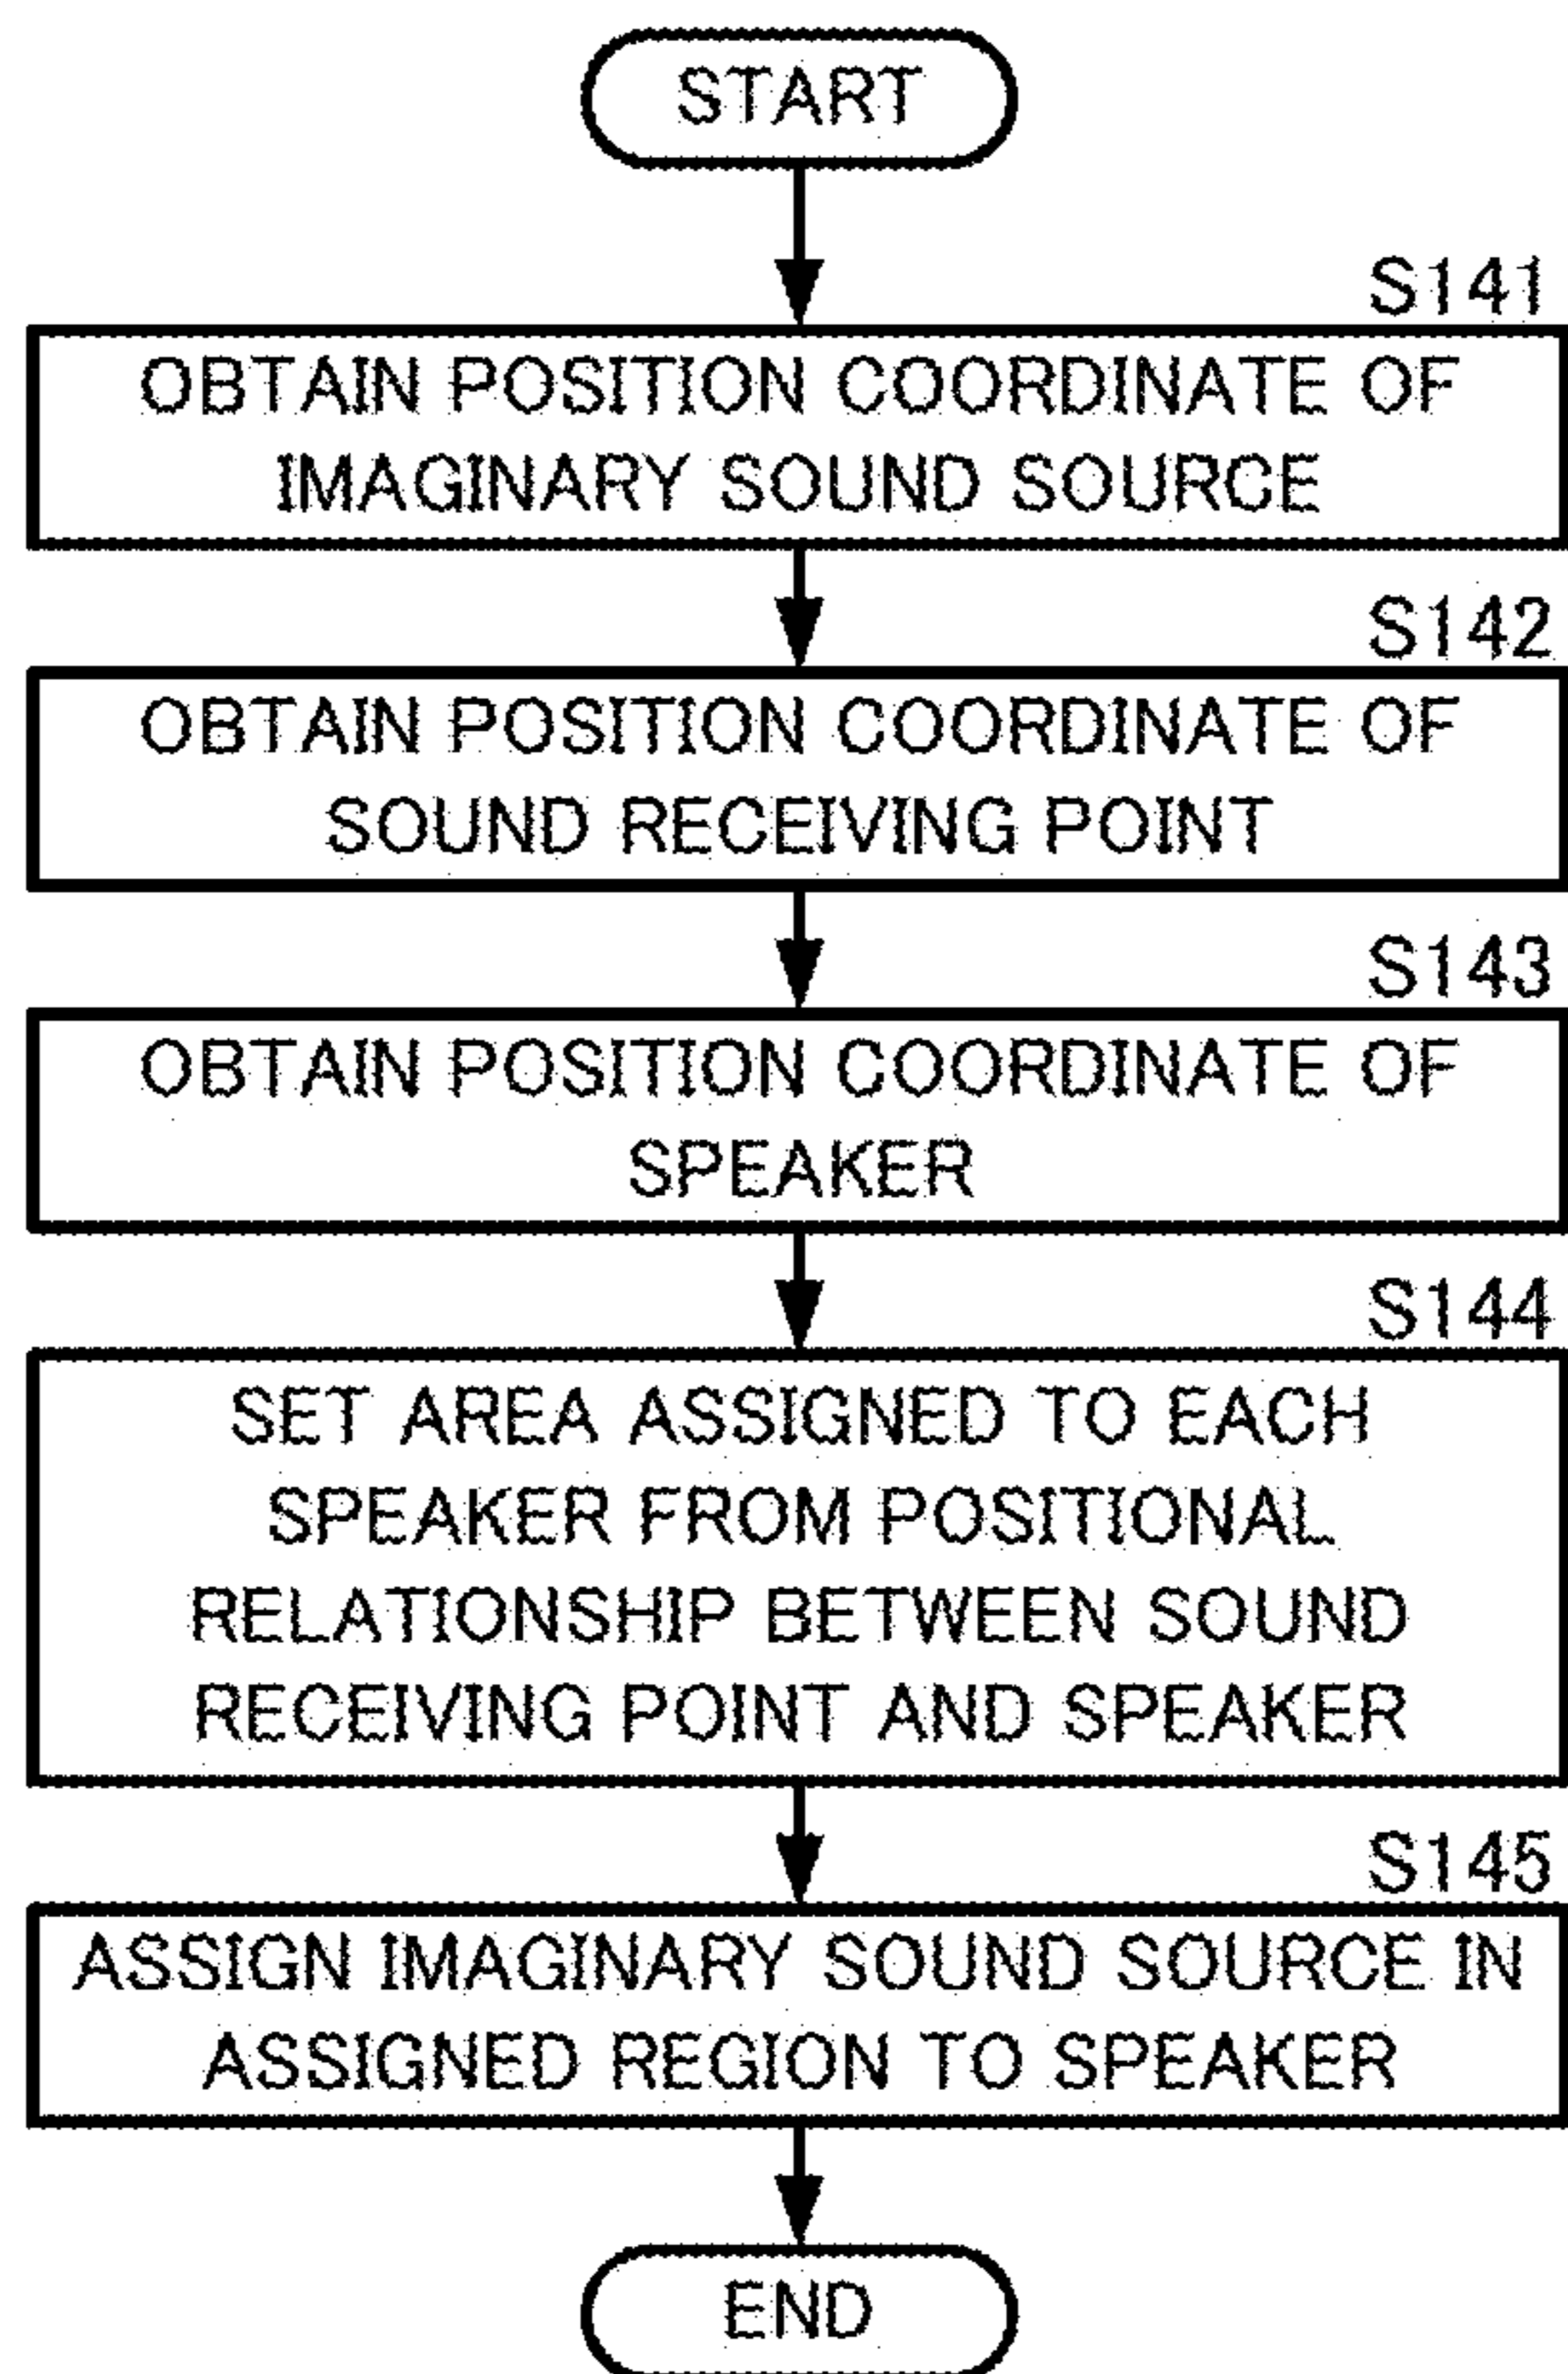 START
S141
OBTAIN POSITION COORDINATE OF
IMAGINARY SOUND SOURCE
S142
OBTAIN POSITION COORDINATE OF
SOUND RECEIVING POINT
S143
OBTAIN POSITION COORDINATE OF
SPEAKER
S144
SET AREA ASSIGNED TO EACH
SPEAKER FROM POSITIONAL
RELATIONSHIP BETWEEN SOUND
RECEIVING POINT AND SPEAKER
S145
ASSIGN IMAGINARY SOUND SOURCE IN
ASSIGNED REGION TO SPEAKER
END